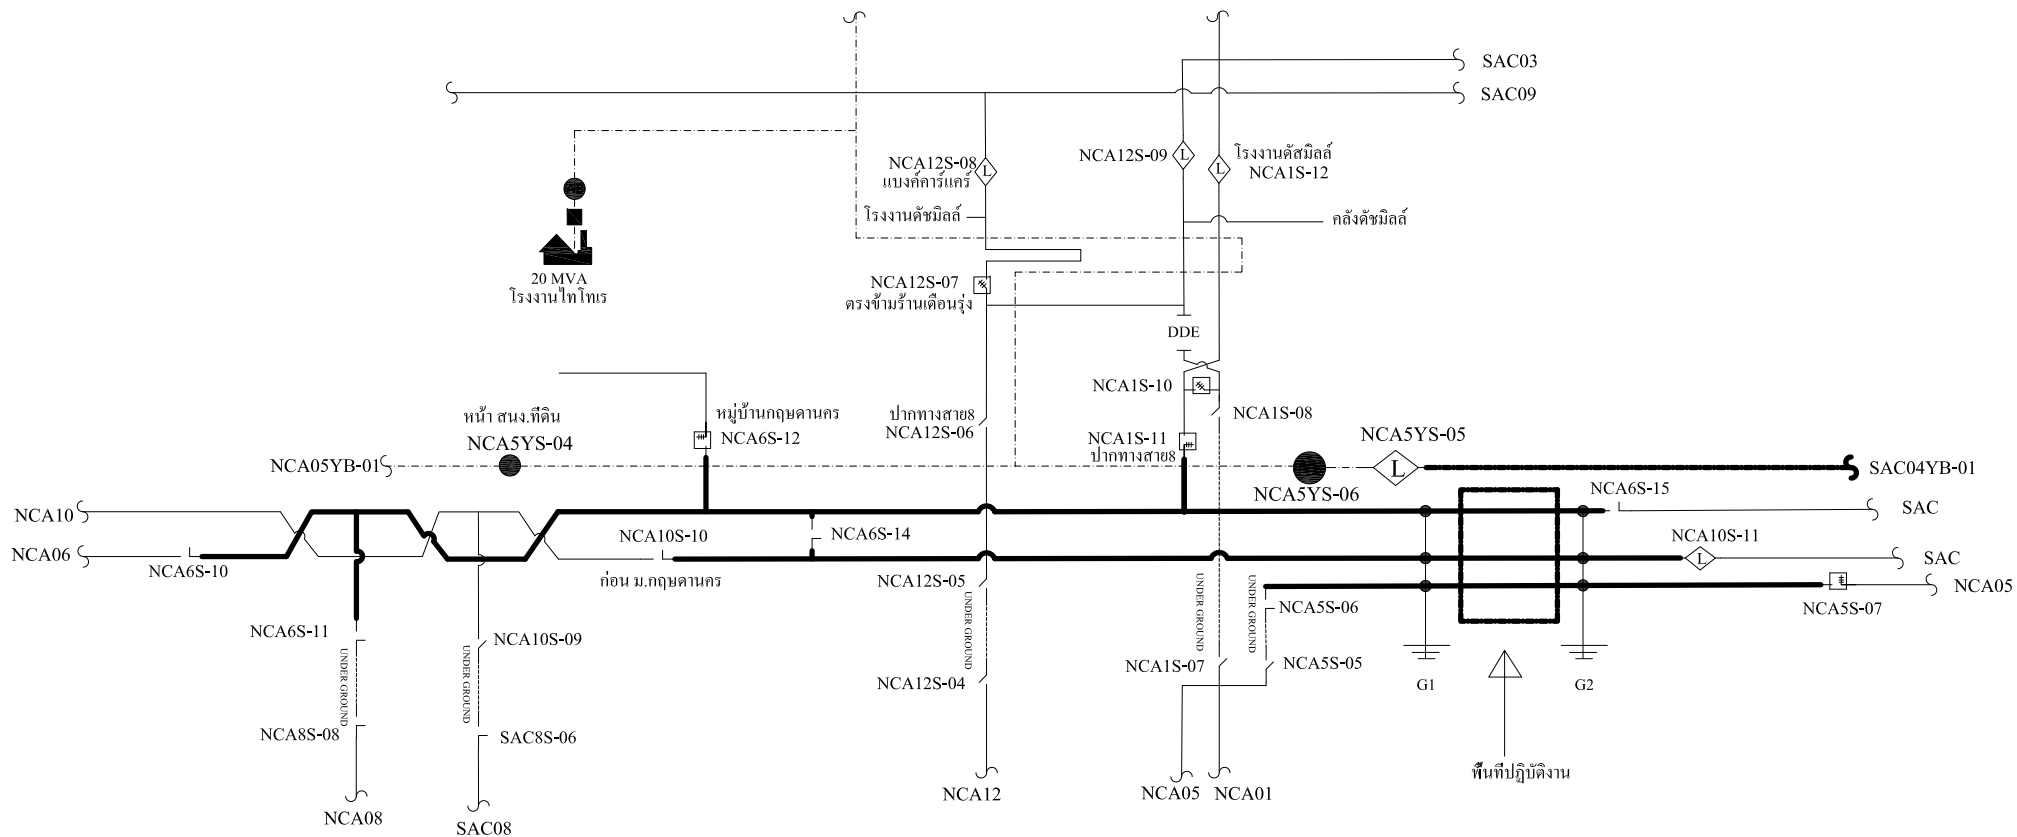 SAC03
SAC09
NCA12S-08
แบงค์คาร์แคร์
NCA12S-09
โรงงานดัสมิลล์
NCA1S-12
L
L
L
AE
โรงงานดัชมิลล์
คลังดัชมิลล์
20 MVA
โรงงานไทโทเร
NCA12S-07
ตรงข้ามร้านเดือนรุ่ง
DDE
NCA1S-10
หน้า สนง.ที่ดิน
NCA5YS-04
หมู่บ้านกฤษดานคร
NCA6S-12
ปากทางสาย8
NCA12S-06
NCA1S-08
NCA1S-11
ปากทางสาย8
NCA5YS-05
NCA05YB-01
L
SAC04YB-01
NCA5YS-06
NCA6S-15
NCA10
SAC
NCA10S-10
NCA6S-14
NCA10S-11
NCA06
L
SAC
NCA6S-10
ก่อน ม.กฤษดานคร
NCA12S-05
NCA05
NCA5S-06
NCA5S-07
NCA6S-11
NCA10S-09
UNDER GROUND
UNDER GROUND
UNDER GROUND
UNDER GROUND
UNDER GROUND
NCA1S-07
NCA5S-05
NCA12S-04
G1
G2
NCA8S-08
SAC8S-06
พื้นที่ปฏิบัติงาน
NCA12
NCA05
NCA01
NCA08
SAC08